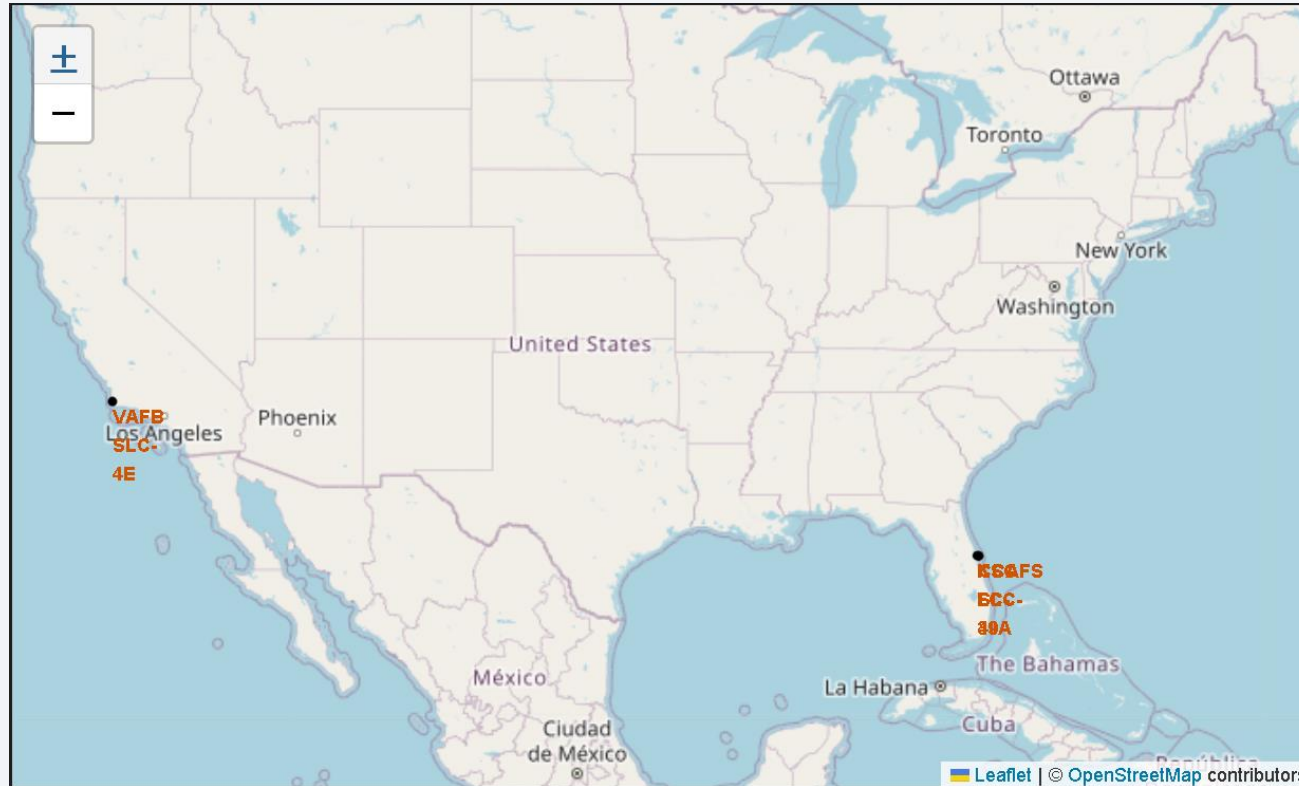 +
−
Ottawa
Toronto
New York
Washington
United States
VAFB
SLC-
4E
Los Angeles
Phoenix
The Bahamas
México
La Habana
Cuba
Ciudad
de México
Leaflet | © OpenStreetMap contributors